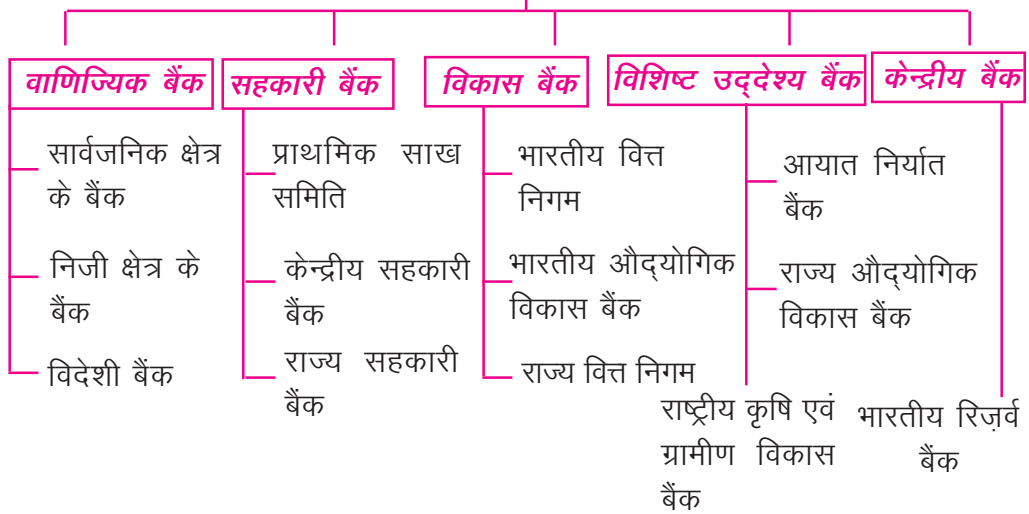 वाणिज्यिक बैंक
सहकारी बैंक
विकास बैंक
विशिष्ट उद्देश्य बैंक
केन्द्रीय बैंक
सार्वजनिक क्षेत्र
के बैंक
निजी क्षेत्र के
बैंक
विदेशी बैंक
प्राथमिक साख
समिति
केन्द्रीय सहकारी
बैंक
राज्य सहकारी
बैंक
भारतीय वित्त
निगम
भारतीय औद्योगिक
विकास बैंक
राज्य वित्त निगम
आयात निर्यात
बैंक
राज्य औद्योगिक
विकास बैंक
राष्ट्रीय कृषि एवं
ग्रामीण विकास
बैंक
भारतीय रिज़र्व
बैंक